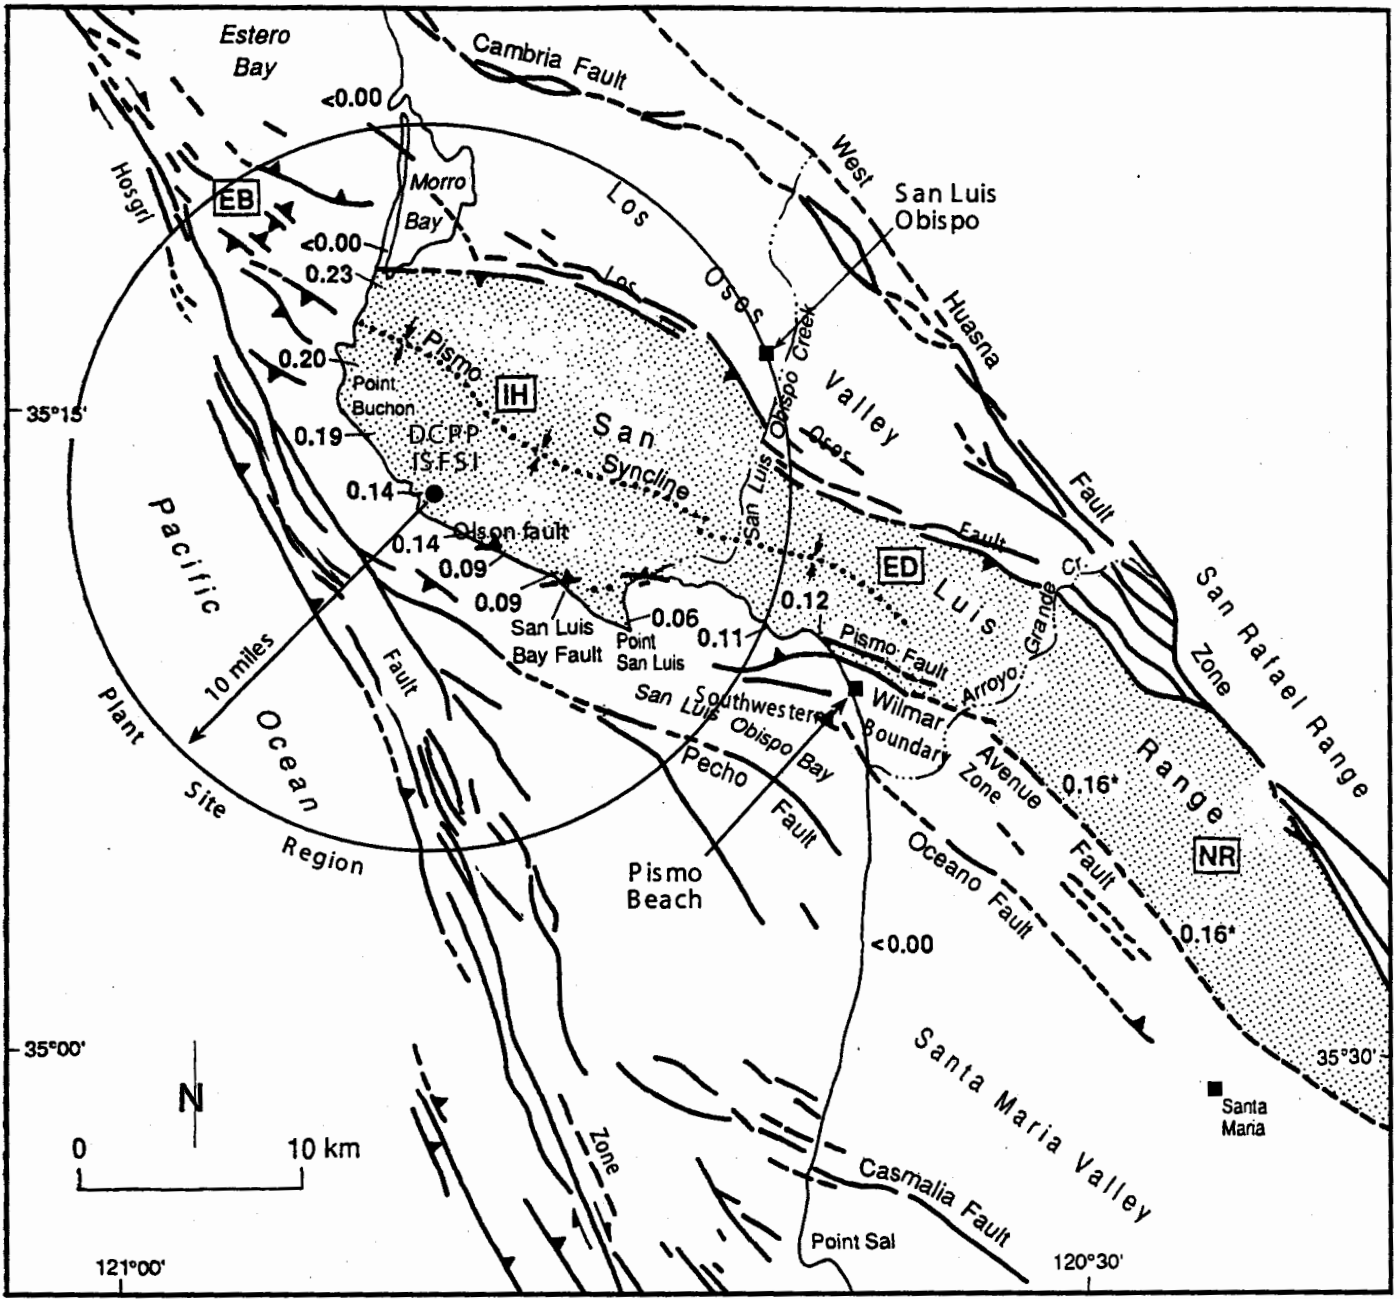 Estero
Bay
Cambria Fault
<0.00
West
Hosgri
EB
Morro
Bay
Los
San Luis
Obispo
<0.00
0.23
Los
Osos
Huasna
0.20
Pismo
Point
Buchon
IH
San
Valley
35°15'
0.19
DCPP
ISFSI
Syncline
Osos
San Luis Obispo Creek
0.14
Pacific
Olson fault
0.14
0.09
0.09
Fault
Fault
ED
Luis
Cr.
San Rafael Range
San Luis
Bay Fault
0.06
Point
San Luis
0.11
0.12
Pismo Fault
Arroyo Grande
Zone
10 miles
Fault
San Luis Obispo Bay
Southwestern
Boundary
Wilmar
Avenue
Zone
Fault
Ocean
Plant
Site
Region
Pecho
Fault
0.16*
Range
NR
Oceano Fault
Pismo
Beach
0.16*
<0.00
35°00'
35°30'
N
0 10 km
Santa Maria Valley
Santa
Maria
Zone
Casmalia Fault
Point Sal
121°00'
120°30'